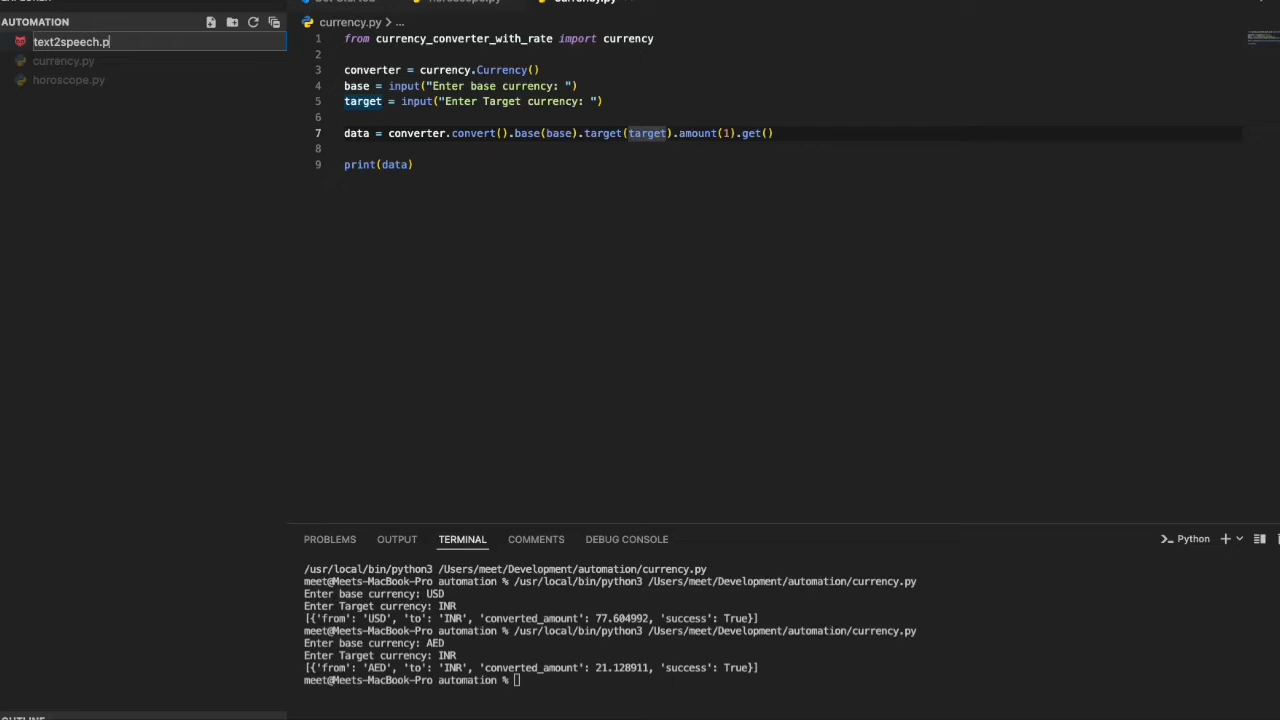 AUTOMATION
text2speech.p
currency.py
horoscope.py
currency.py
currency.py > ...
1 from currency_converter_with_rate import currency
2
3 converter = currency.Currency()
4 base = input("Enter base currency: ")
5 target = input("Enter Target currency: ")
6
7 data = converter.convert().base(base).target(target).amount(1).get()
8
9 print(data)
PROBLEMS OUTPUT TERMINAL COMMENTS DEBUG CONSOLE Python
/usr/local/bin/python3 /Users/meet/Development/automation/currency.py
meet@Meets-MacBook-Pro automation % /usr/local/bin/python3 /Users/meet/Development/automation/currency.py
Enter base currency: USD
Enter Target currency: INR
[{'from': 'USD', 'to': 'INR', 'converted_amount': 77.604992, 'success': True}]
meet@Meets-MacBook-Pro automation % /usr/local/bin/python3 /Users/meet/Development/automation/currency.py
Enter base currency: AED
Enter Target currency: INR
[{'from': 'AED', 'to': 'INR', 'converted_amount': 21.128911, 'success': True}]
meet@Meets-MacBook-Pro automation %